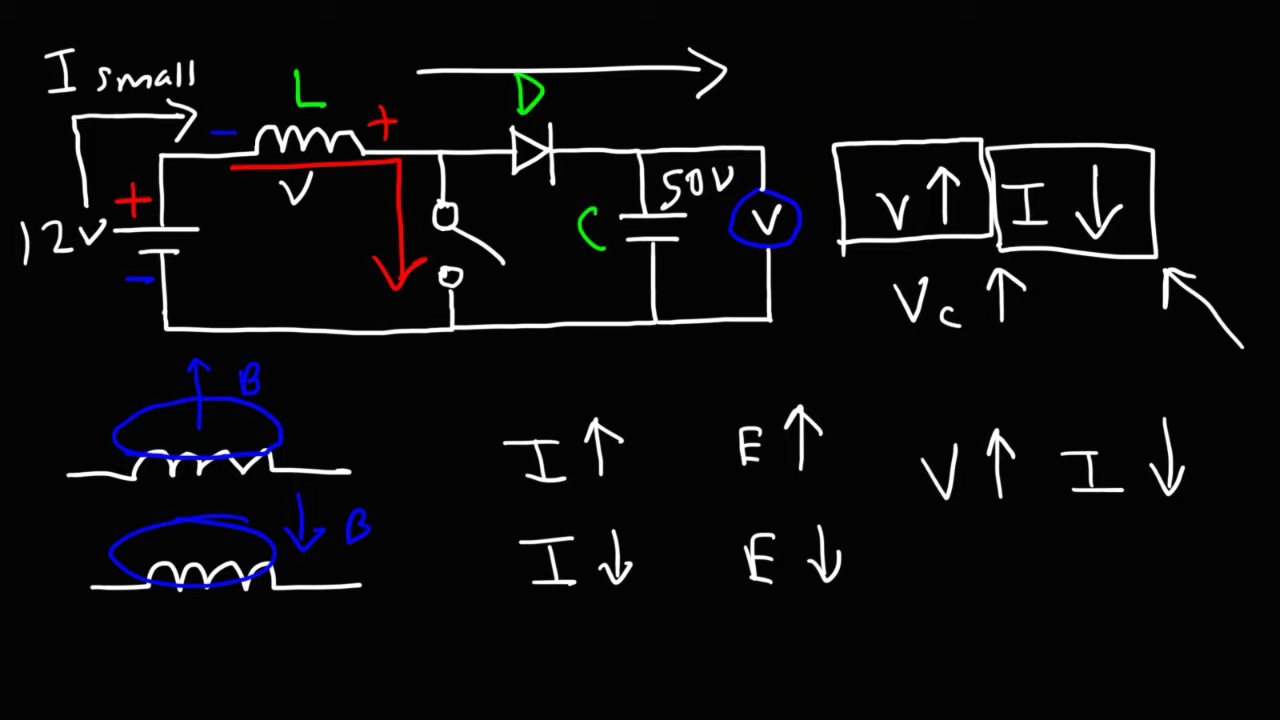 I small
L
D
- +
+
12V
-
V
C
50V
V
V ↑ I ↓
Vc ↑
B
I ↑ E ↑ V ↑ I ↓
B
I ↓ E ↓